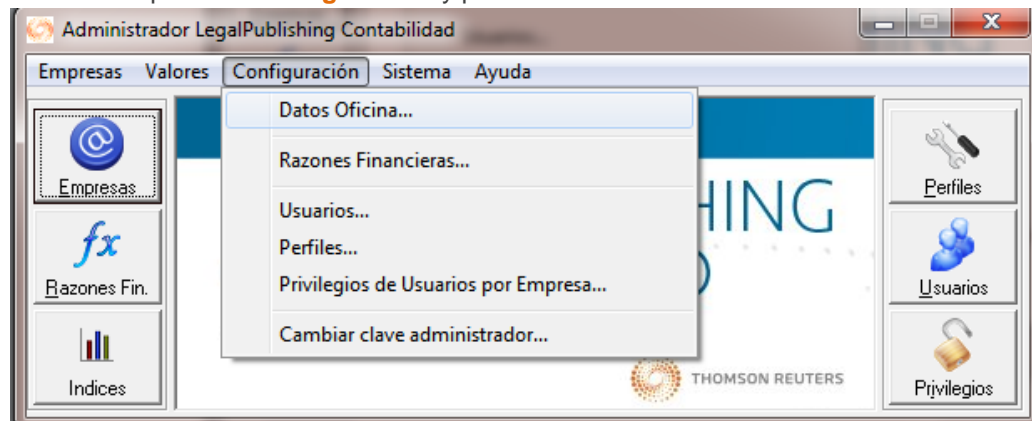 Administrador LegalPublishing Contabilidad
Empresas Valores Configuración Sistema Ayuda
Datos Oficina...
Razones Financieras...
Usuarios...
Perfiles...
Privilegios de Usuarios por Empresa...
Cambiar clave administrador...
Empresas
Razones Fin.
Indices
HING
THOMSON REUTERS
Perfiles
Usuarios
Privilegios